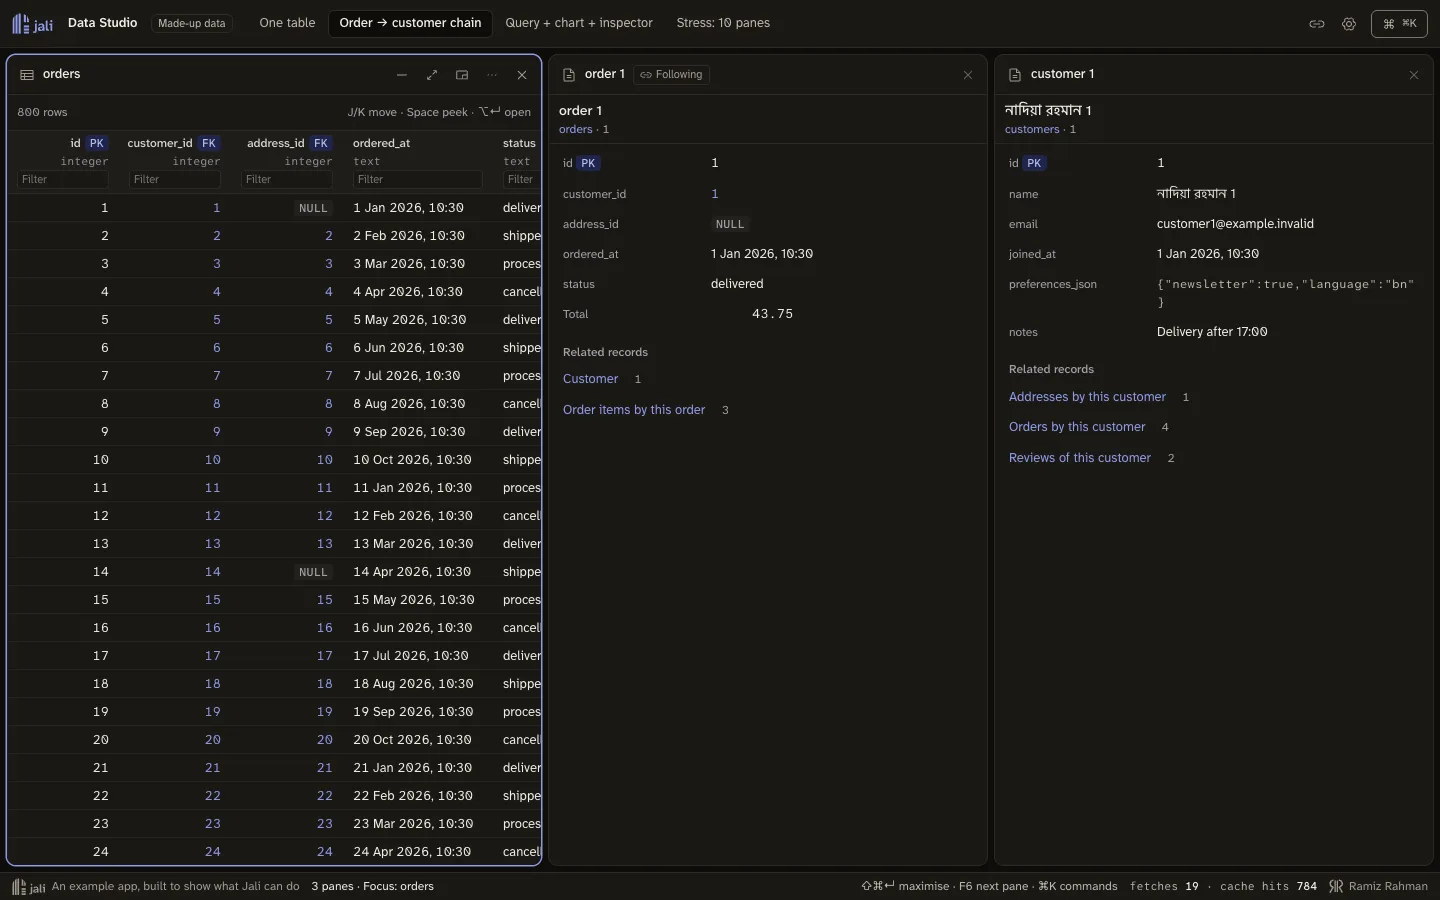 jali Data Studio Made-up data One table Order → customer chain Query + chart + inspector Stress: 10 panes ⌘ ⌘K
orders
800 rows J/K move · Space peek · ⌥↵ open
id PK customer_id FK address_id FK ordered_at status
integer integer integer text text
Filter Filter Filter Filter Filter
1 1 NULL 1 Jan 2026, 10:30 deliver
2 2 2 2 Feb 2026, 10:30 shippe
3 3 3 3 Mar 2026, 10:30 proces
4 4 4 4 Apr 2026, 10:30 cancell
5 5 5 5 May 2026, 10:30 deliver
6 6 6 6 Jun 2026, 10:30 shippe
7 7 7 7 Jul 2026, 10:30 proces
8 8 8 8 Aug 2026, 10:30 cancell
9 9 9 9 Sep 2026, 10:30 deliver
10 10 10 10 Oct 2026, 10:30 shippe
11 11 11 11 Jan 2026, 10:30 proces
12 12 12 12 Feb 2026, 10:30 cancell
13 13 13 13 Mar 2026, 10:30 deliver
14 14 NULL 14 Apr 2026, 10:30 shippe
15 15 15 15 May 2026, 10:30 proces
16 16 16 16 Jun 2026, 10:30 cancell
17 17 17 17 Jul 2026, 10:30 deliver
18 18 18 18 Aug 2026, 10:30 shippe
19 19 19 19 Sep 2026, 10:30 proces
20 20 20 20 Oct 2026, 10:30 cancell
21 21 21 21 Jan 2026, 10:30 deliver
22 22 22 22 Feb 2026, 10:30 shippe
23 23 23 23 Mar 2026, 10:30 proces
24 24 24 24 Apr 2026, 10:30 cancell
order 1 Following
order 1
orders · 1
id PK 1
customer_id 1
address_id NULL
ordered_at 1 Jan 2026, 10:30
status delivered
Total 43.75
Related records
Customer 1
Order items by this order 3
customer 1
নাদিয়া রহমান 1
customers · 1
id PK 1
name নাদিয়া রহমান 1
email customer1@example.invalid
joined_at 1 Jan 2026, 10:30
preferences_json {"newsletter":true,"language":"bn"
}
notes Delivery after 17:00
Related records
Addresses by this customer 1
Orders by this customer 4
Reviews of this customer 2
jali An example app, built to show what Jali can do 3 panes · Focus: orders ⇧⌘↵ maximise · F6 next pane · ⌘K commands fetches 19 · cache hits 784 Ramiz Rahman